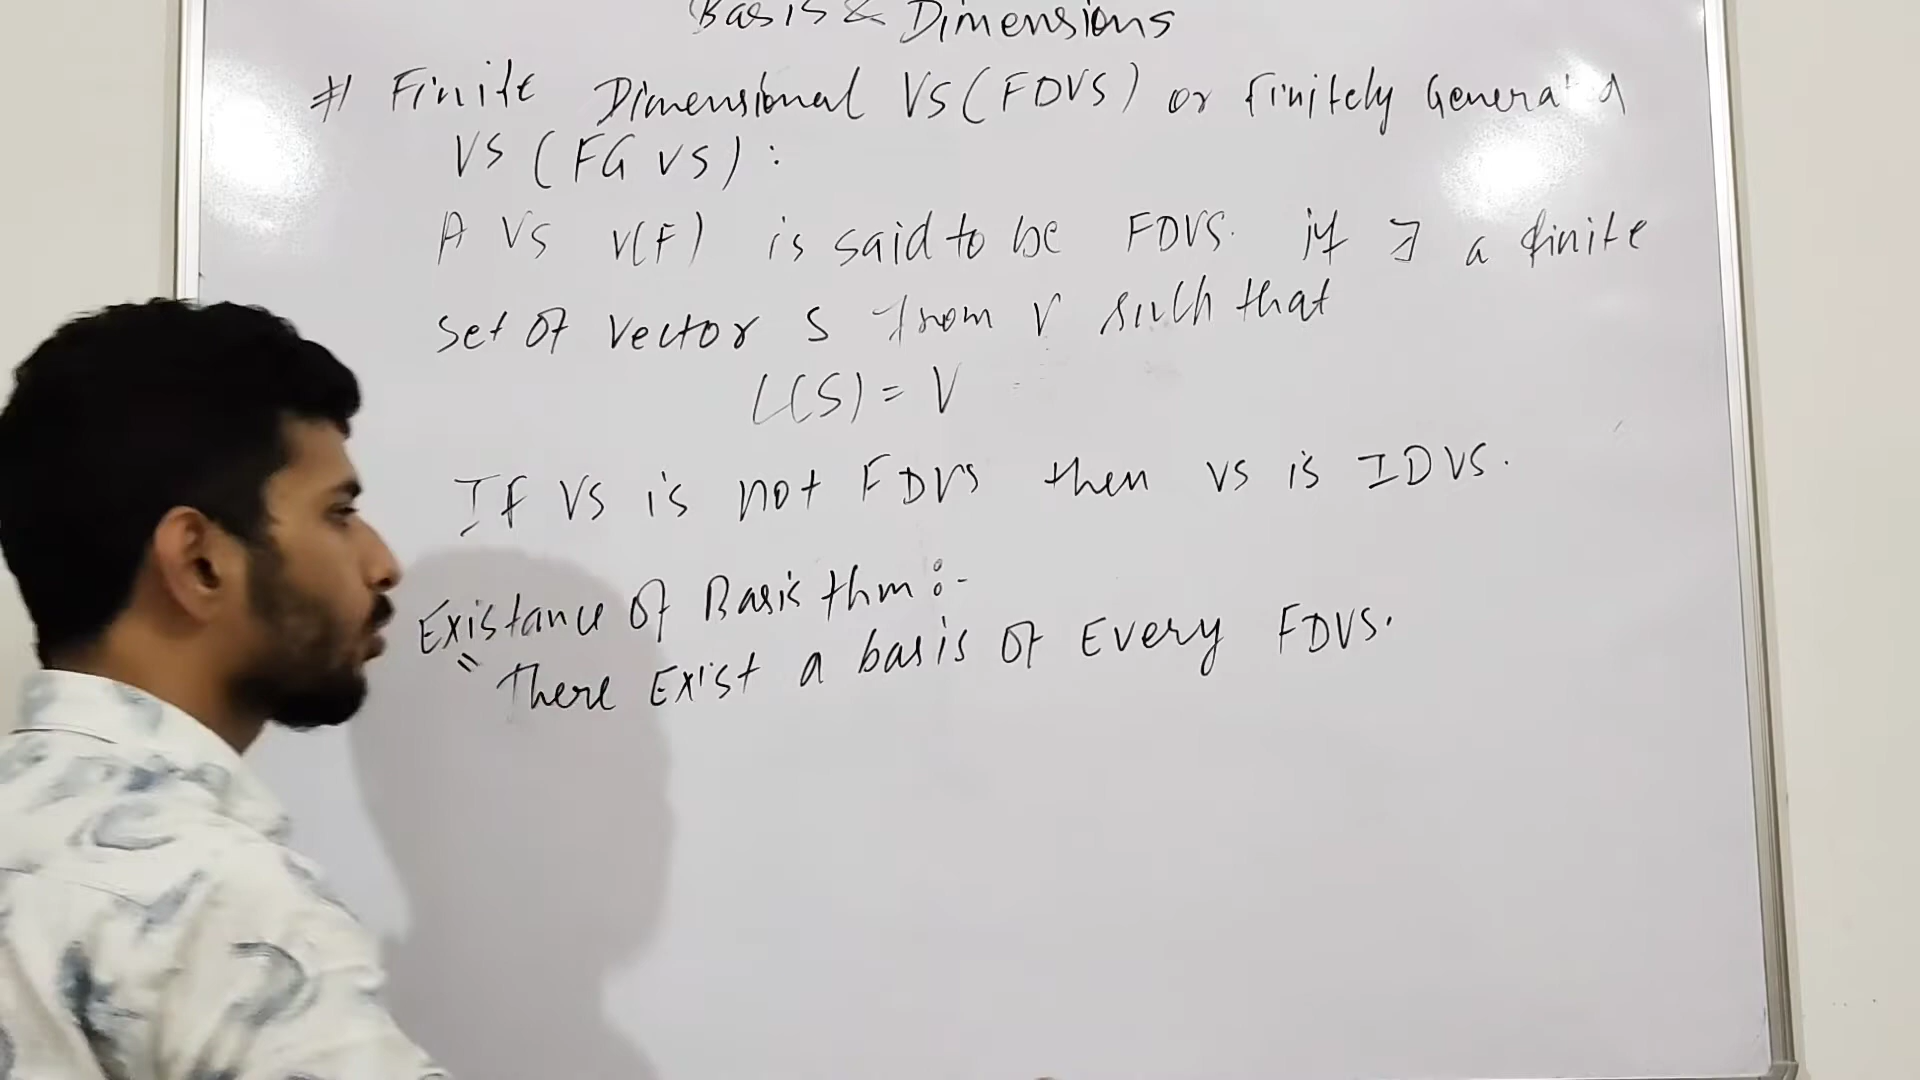 Basis & Dimensions
# Finite Dimensional VS (FDVS) or Finitely Generated
VS (FG VS) :
A VS V(F) is said to be FDVS. if ∃ a finite
set of vector S from V such that
L(S) = V
IF VS is not FDVS then VS is IDVS.
Existance of Basis thm :-
"There Exist a basis of Every FDVS.